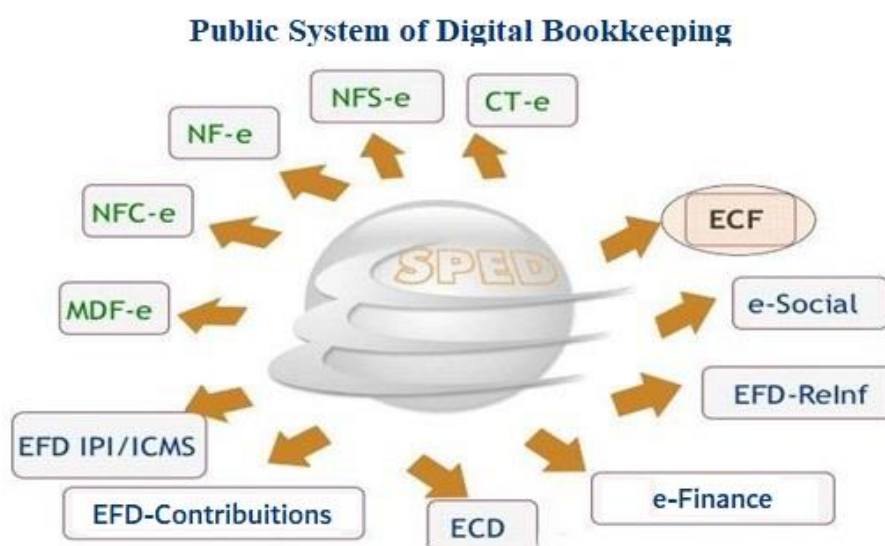 Public System of Digital Bookkeeping
NFS-e
CT-e
NF-e
NFC-e
ECF
SPED
MDF-e
e-Social
EFD-ReInf
EFD IPI/ICMS
e-Finance
EFD-Contribuitions
ECD